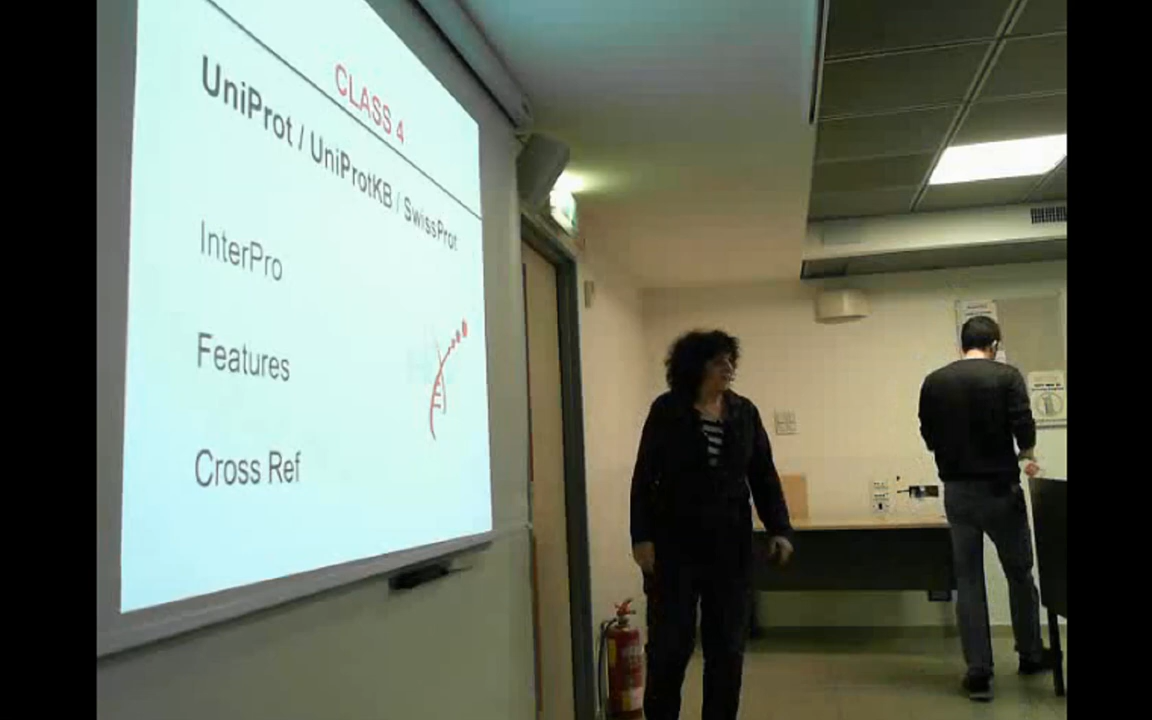 CLASS 4
UniProt / UniProtKB / SwissProt
InterPro
Features
Cross Ref